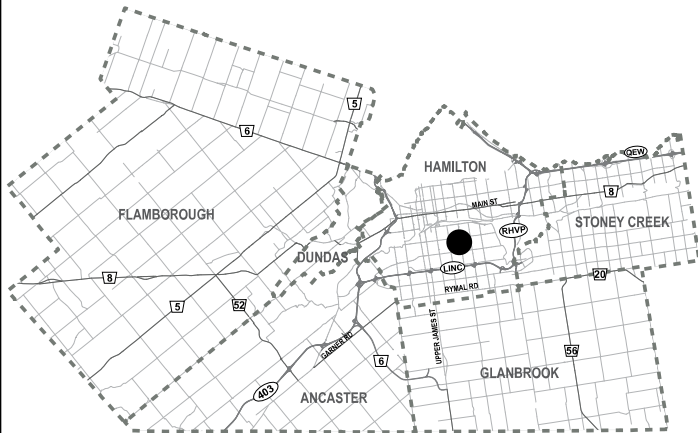 5
6
HAMILTON
QEW
8
MAIN ST
FLAMBOROUGH
STONEY CREEK
RHVP
DUNDAS
LINC
8
20
RYMAL RD
5
52
UPPER JAMES ST
GARNER RD
6
56
GLANBROOK
403
ANCASTER